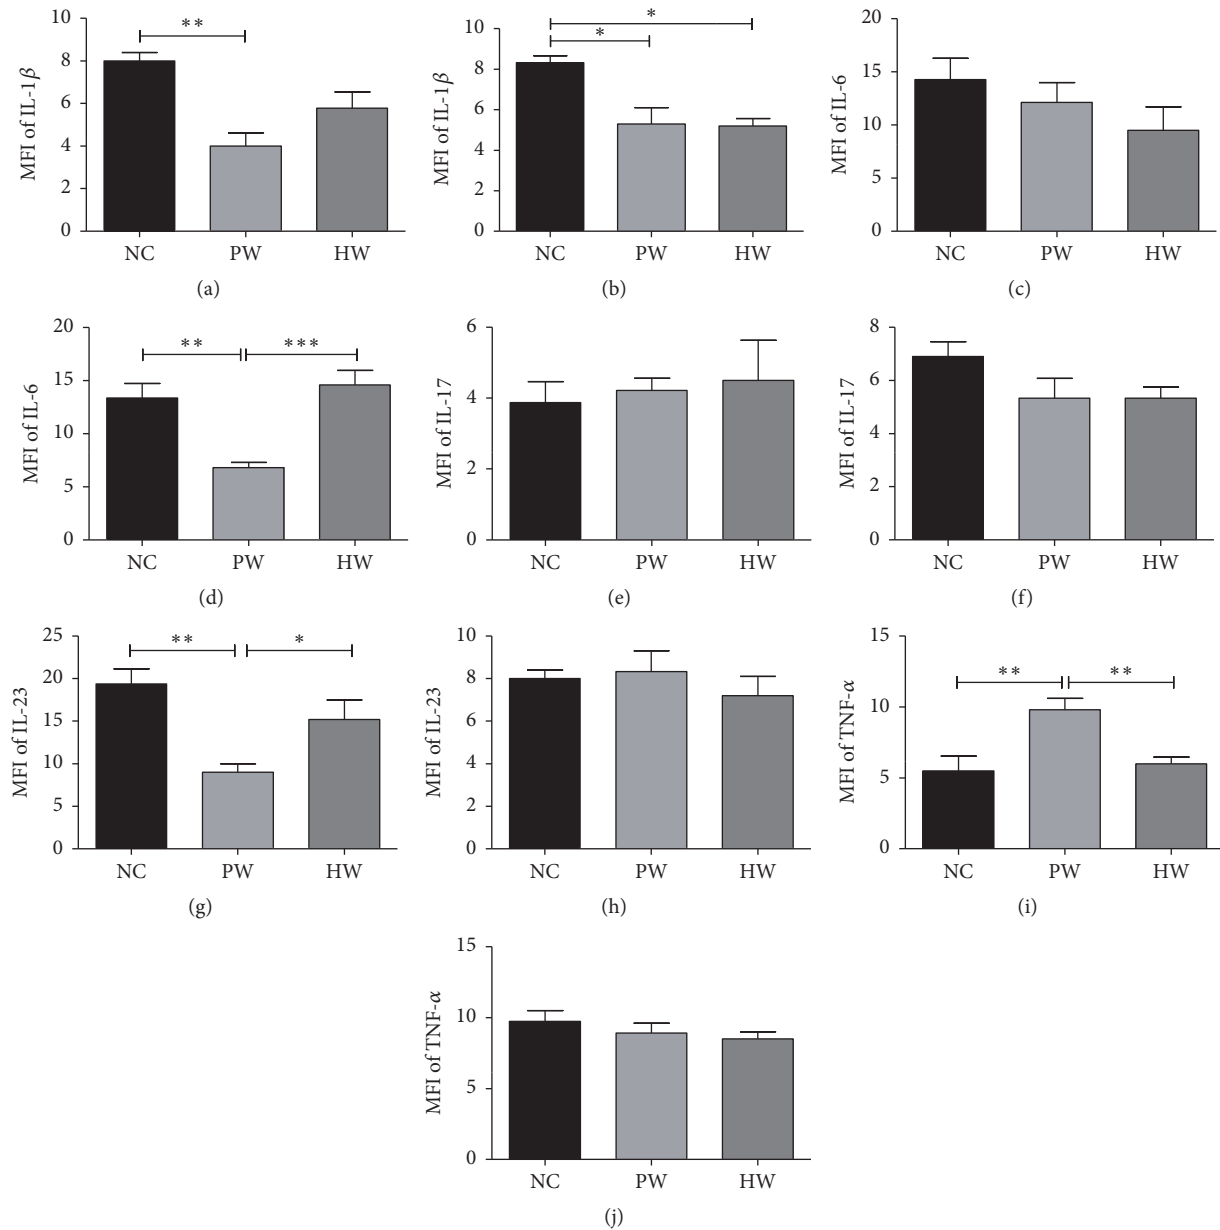 MFI of IL-1β
10
8
6
4
2
0
**
NC PW HW
(a)
MFI of IL-1β
10
8
6
4
2
0
*
*
NC PW HW
(b)
MFI of IL-6
20
15
10
5
0
NC PW HW
(c)
MFI of IL-6
20
15
10
5
0
** ***
NC PW HW
(d)
MFI of IL-17
6
4
2
0
NC PW HW
(e)
MFI of IL-17
8
6
4
2
0
NC PW HW
(f)
MFI of IL-23
25
20
15
10
5
0
** *
NC PW HW
(g)
MFI of IL-23
10
8
6
4
2
0
NC PW HW
(h)
MFI of TNF-α
15
10
5
0
** **
NC PW HW
(i)
MFI of TNF-α
15
10
5
0
NC PW HW
(j)